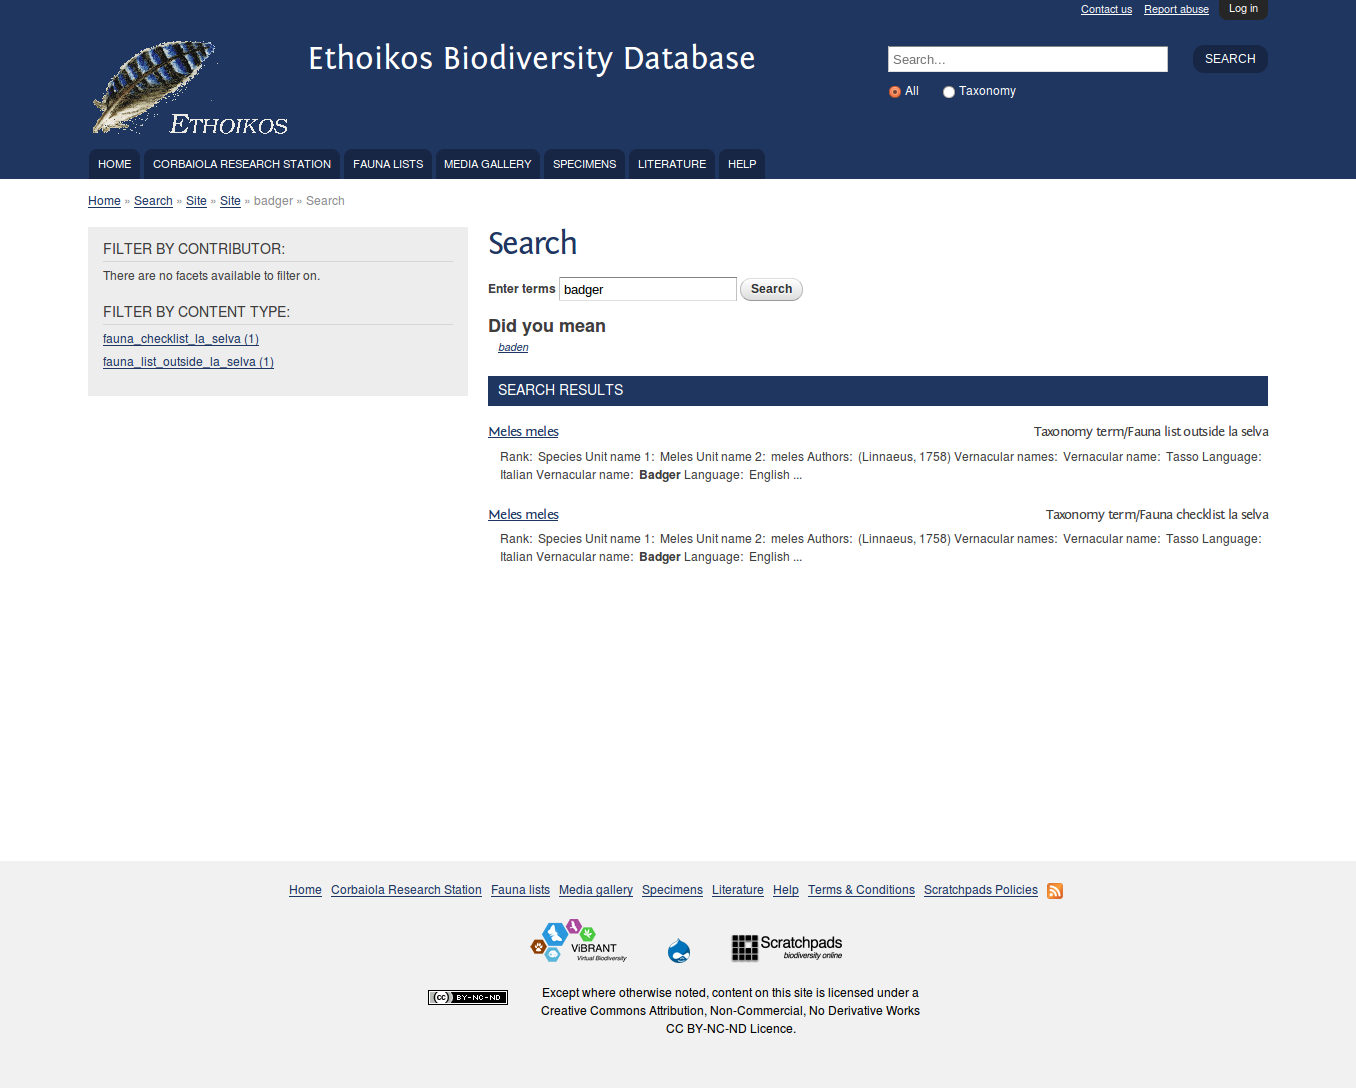 Contact us Report abuse Log in
Ethoikos Biodiversity Database
Search...
SEARCH
All Taxonomy
ETHOIKOS
HOME CORBAIOLA RESEARCH STATION FAUNA LISTS MEDIA GALLERY SPECIMENS LITERATURE HELP
Home » Search » Site » Site » badger » Search
FILTER BY CONTRIBUTOR:
There are no facets available to filter on.
FILTER BY CONTENT TYPE:
fauna_checklist_la_selva (1)
fauna_list_outside_la_selva (1)
Search
Enter terms badger Search
Did you mean
baden
SEARCH RESULTS
Meles meles Taxonomy term/Fauna list outside la selva
Rank: Species Unit name 1: Meles Unit name 2: meles Authors: (Linnaeus, 1758) Vernacular names: Vernacular name: Tasso Language:
Italian Vernacular name: Badger Language: English ...
Meles meles Taxonomy term/Fauna checklist la selva
Rank: Species Unit name 1: Meles Unit name 2: meles Authors: (Linnaeus, 1758) Vernacular names: Vernacular name: Tasso Language:
Italian Vernacular name: Badger Language: English ...
Home Corbaiola Research Station Fauna lists Media gallery Specimens Literature Help Terms & Conditions Scratchpads Policies
ViBRANT
Virtual Biodiversity
Scratchpads
biodiversity online
(cc) BY-NC-ND
Except where otherwise noted, content on this site is licensed under a
Creative Commons Attribution, Non-Commercial, No Derivative Works
CC BY-NC-ND Licence.